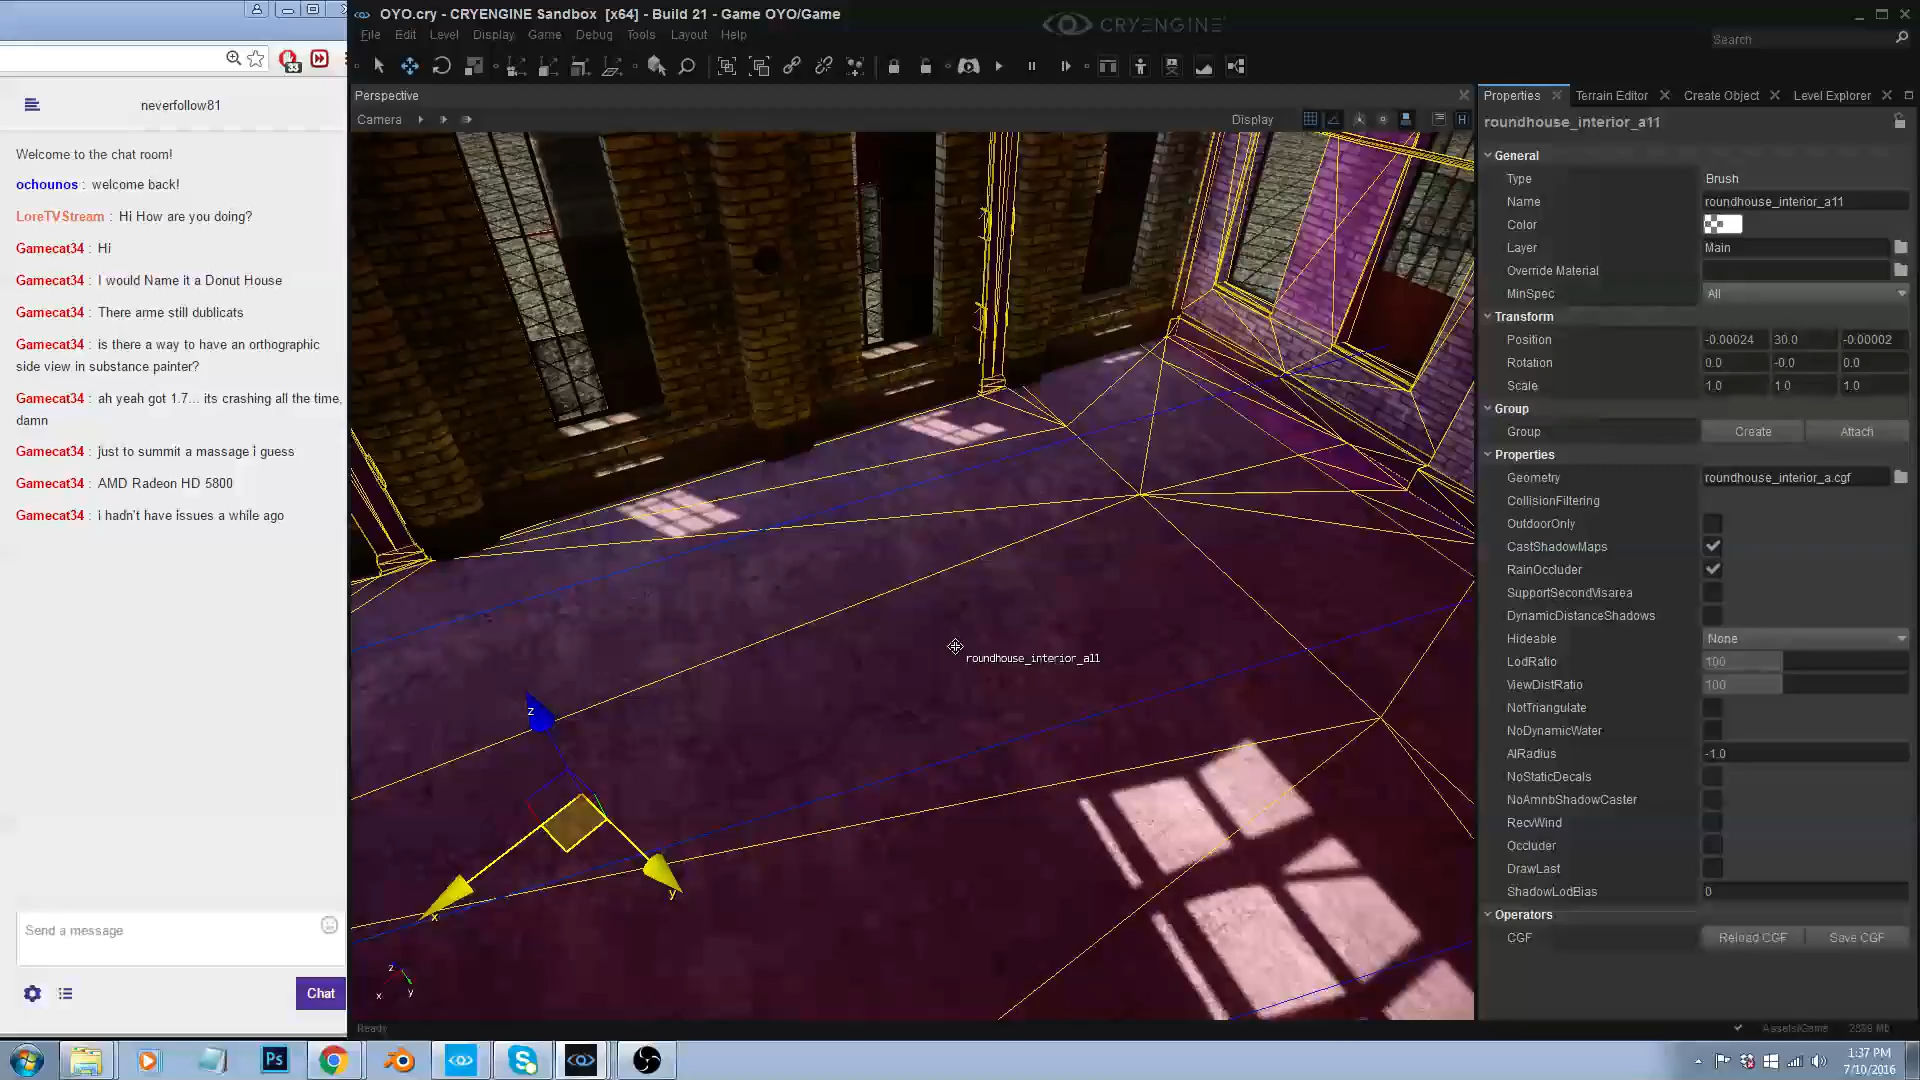 neverfollow81
Welcome to the chat room!
ochounos : welcome back!
LoreTVStream : Hi How are you doing?
Gamecat34 : Hi
Gamecat34 : I would Name it a Donut House
Gamecat34 : There arme still dublicats
Gamecat34 : is there a way to have an orthographic
side view in substance painter?
Gamecat34 : ah yeah got 1.7... its crashing all the time,
damn
Gamecat34 : just to summit a massage i guess
Gamecat34 : AMD Radeon HD 5800
Gamecat34 : i hadn't have issues a while ago
Send a message
Chat
OYO.cry - CRYENGINE Sandbox [x64] - Build 21 - Game OYO/Game
CRYENGINE
File Edit Level Display Game Debug Tools Layout Help
Search
Perspective
Camera
Display
H
roundhouse_interior_a11
z
x
y
z
x
y
Ready
Properties Terrain Editor Create Object Level Explorer
roundhouse_interior_a11
General
Type Brush
Name roundhouse_interior_a11
Color
Layer Main
Override Material
MinSpec All
Transform
Position -0.00024 30.0 -0.00002
Rotation 0.0 -0.0 0.0
Scale 1.0 1.0 1.0
Group
Group Create Attach
Properties
Geometry roundhouse_interior_a.cgf
CollisionFiltering
OutdoorOnly
CastShadowMaps
RainOccluder
SupportSecondVisarea
DynamicDistanceShadows
Hideable None
LodRatio 100
ViewDistRatio 100
NotTriangulate
NoDynamicWater
AIRadius -1.0
NoStaticDecals
NoAmnbShadowCaster
RecvWind
Occluder
DrawLast
ShadowLodBias 0
Operators
CGF Reload CGF Save CGF
Assets/Game
Ps
1:37 PM
7/10/2016